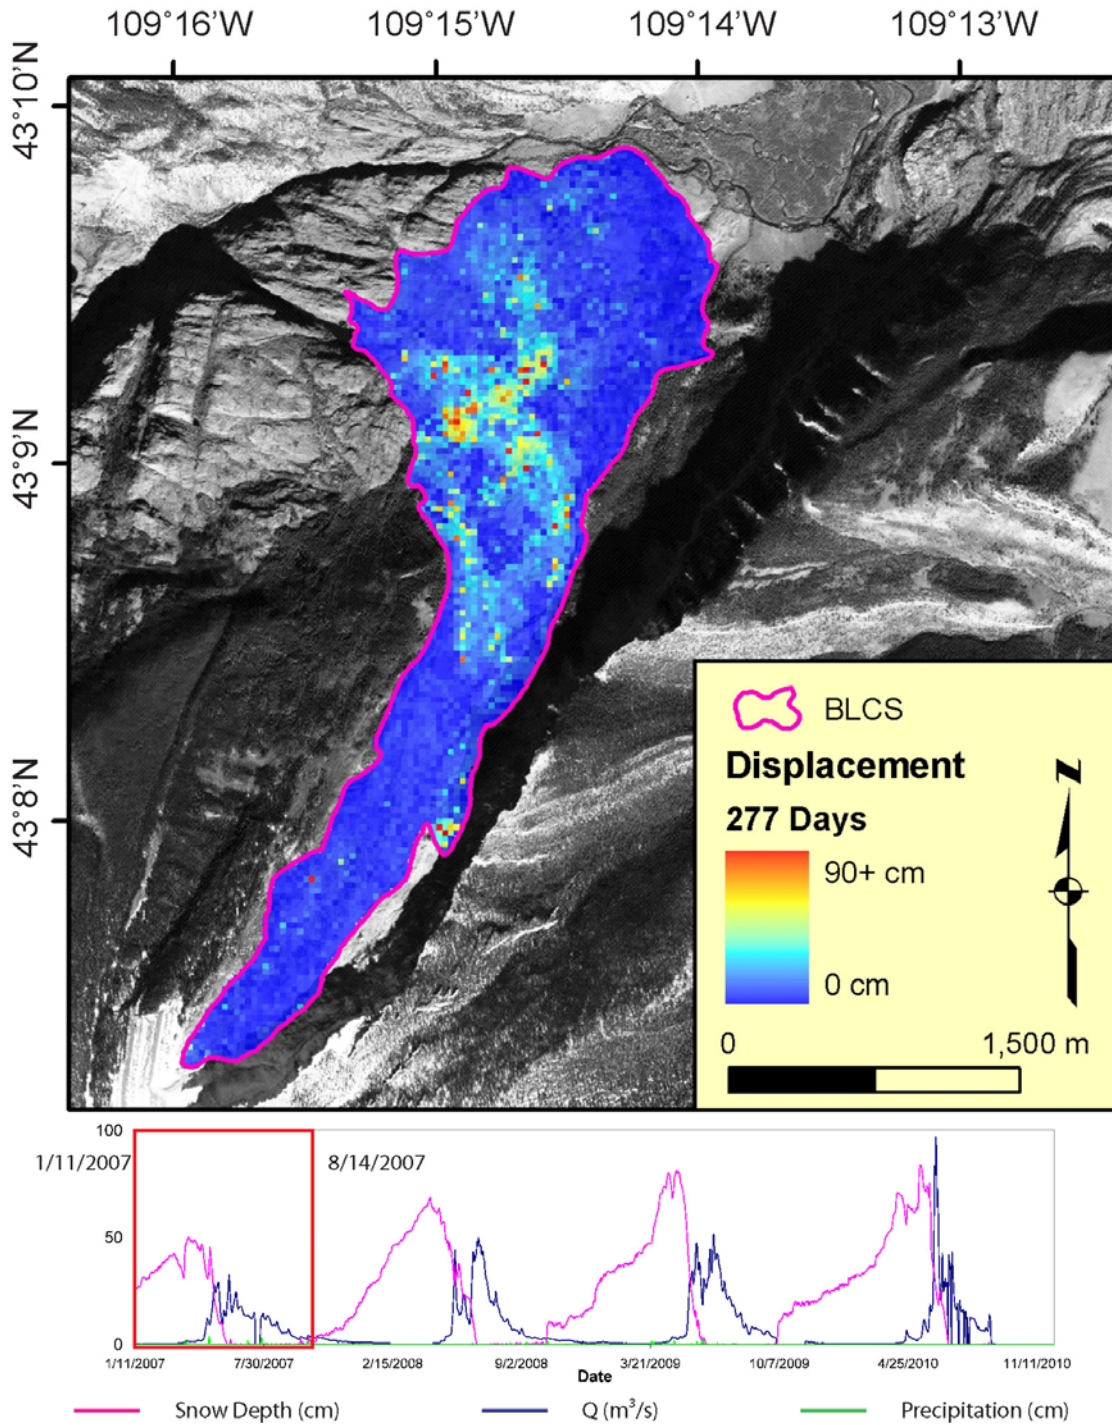 109°16'W 109°15'W 109°14'W 109°13'W
43°10'N
43°9'N
43°8'N
BLCS
Displacement
277 Days
90+ cm
0 cm
N
0 1,500 m
100
1/11/2007 8/14/2007
50
0
1/11/2007 7/30/2007 2/15/2008 9/2/2008 3/21/2009 10/7/2009 4/25/2010 11/11/2010
Date
Snow Depth (cm) Q (m³/s) Precipitation (cm)